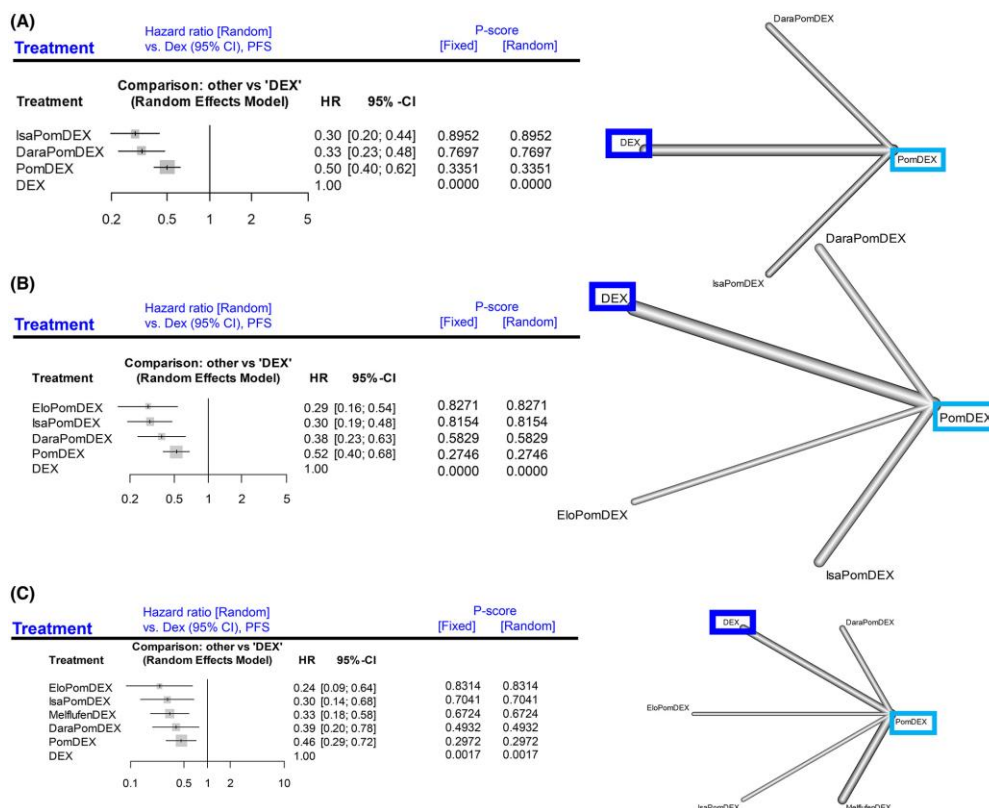 (A)
Hazard ratio [Random] P-score
Treatment vs. Dex (95% CI), PFS [Fixed] [Random]
Comparison: other vs 'DEX'
Treatment (Random Effects Model) HR 95% -CI
IsaPomDEX 0.30 [0.20; 0.44] 0.8952 0.8952
DaraPomDEX 0.33 [0.23; 0.48] 0.7697 0.7697
PomDEX 0.50 [0.40; 0.62] 0.3351 0.3351
DEX 1.00 0.0000 0.0000
0.2 0.5 1 2 5
DaraPomDEX
DEX
PomDEX
IsaPomDEX
(B)
Hazard ratio [Random] P-score
Treatment vs. Dex (95% CI), PFS [Fixed] [Random]
Comparison: other vs 'DEX'
Treatment (Random Effects Model) HR 95%-CI
EloPomDEX 0.29 [0.16; 0.54] 0.8271 0.8271
IsaPomDEX 0.30 [0.19; 0.48] 0.8154 0.8154
DaraPomDEX 0.38 [0.23; 0.63] 0.5829 0.5829
PomDEX 0.52 [0.40; 0.68] 0.2746 0.2746
DEX 1.00 0.0000 0.0000
0.2 0.5 1 2 5
DaraPomDEX
DEX
PomDEX
EloPomDEX
IsaPomDEX
(C)
Hazard ratio [Random] P-score
Treatment vs. Dex (95% CI), PFS [Fixed] [Random]
Comparison: other vs 'DEX'
Treatment (Random Effects Model) HR 95%-CI
EloPomDEX 0.24 [0.09; 0.64] 0.8314 0.8314
IsaPomDEX 0.30 [0.14; 0.68] 0.7041 0.7041
MelflufenDEX 0.33 [0.18; 0.58] 0.6724 0.6724
DaraPomDEX 0.39 [0.20; 0.78] 0.4932 0.4932
PomDEX 0.46 [0.29; 0.72] 0.2972 0.2972
DEX 1.00 0.0017 0.0017
0.1 0.5 1 2 10
DEX
DaraPomDEX
EloPomDEX
PomDEX
IsaPomDEX
MelflufenDEX